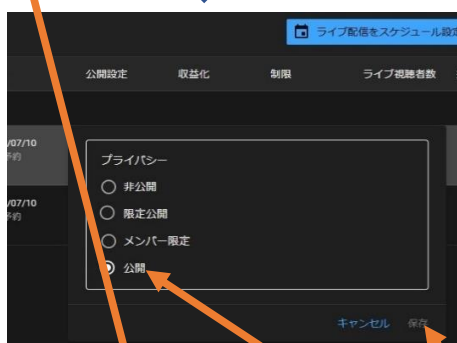 ライブ配信をスケジュール設定
公開設定 収益化 制限 ライブ視聴者数
/07/10
予約
/07/10
予約
プライバシー
非公開
限定公開
メンバー限定
公開
キャンセル 保存